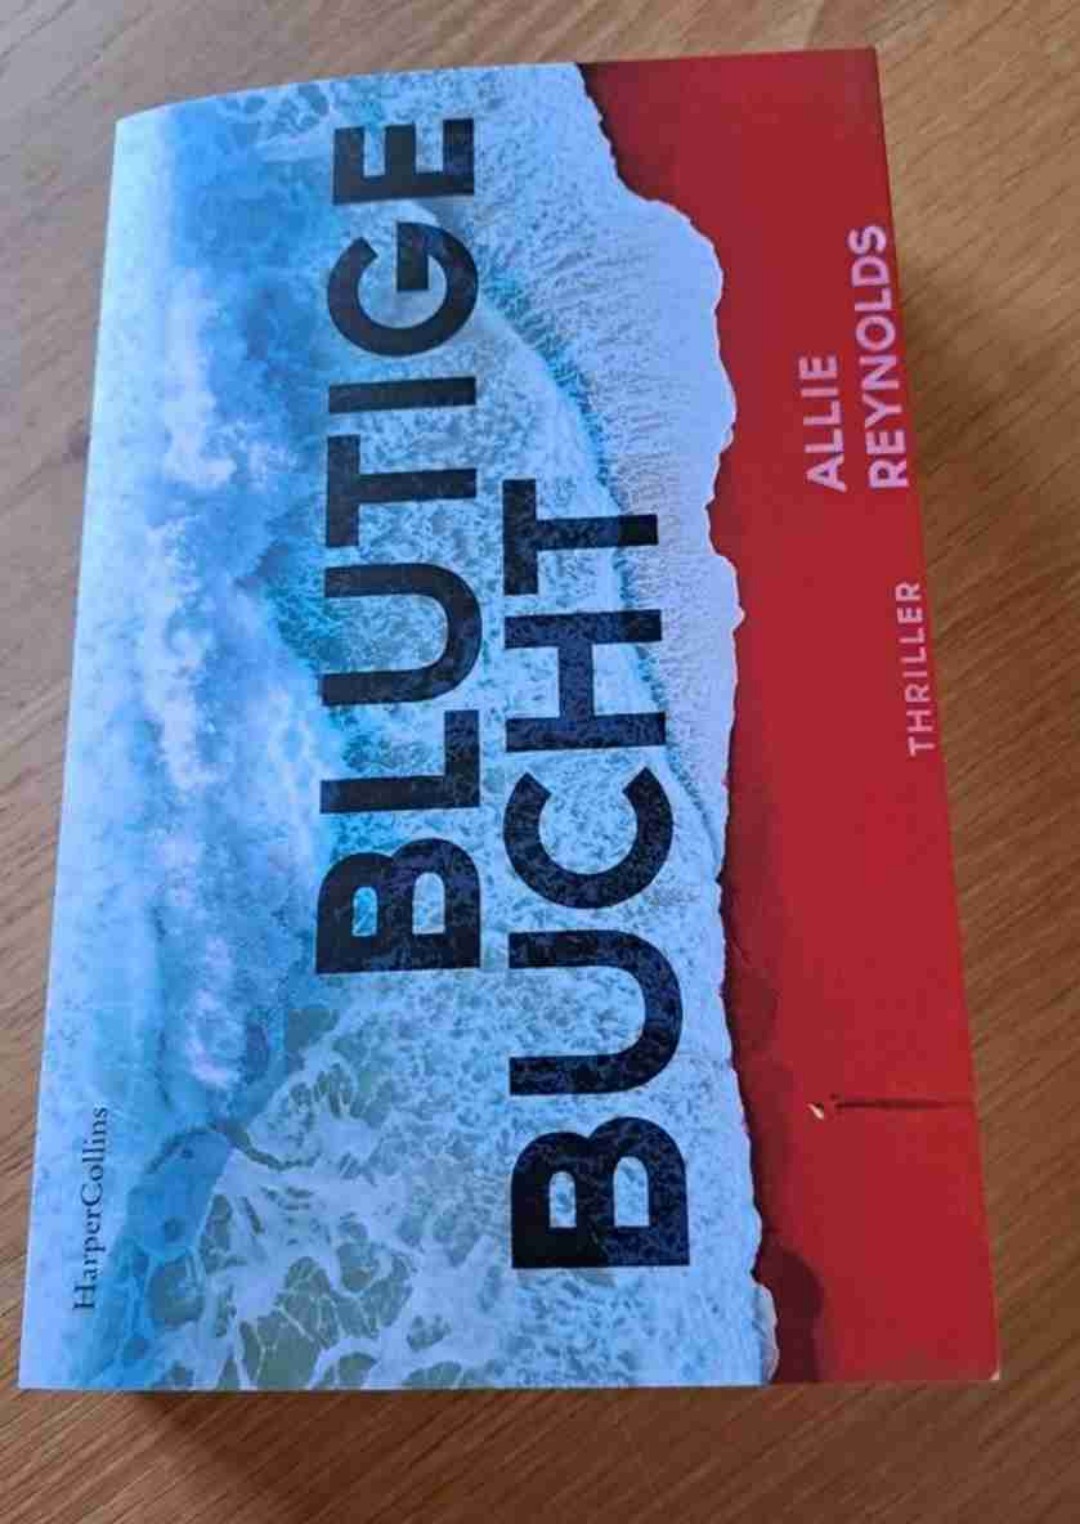 ALLIE
REYNOLDS
THRILLER
BLUTIGE
BUCHT
HarperCollins